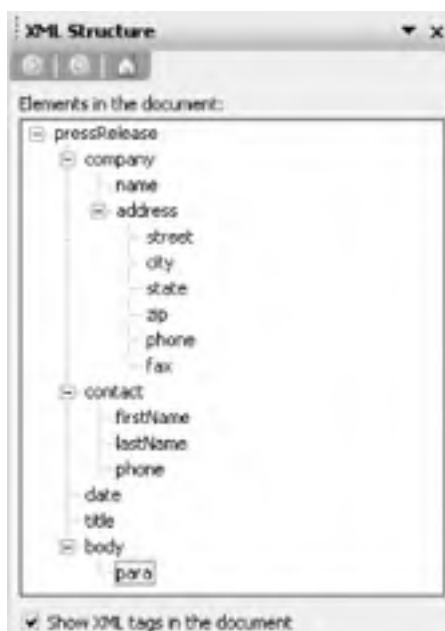 XML Structure
Elements in the document:
pressRelease
company
name
address
street
city
state
zip
phone
fax
contact
firstName
lastName
phone
date
title
body
para
Show XML tags in the document